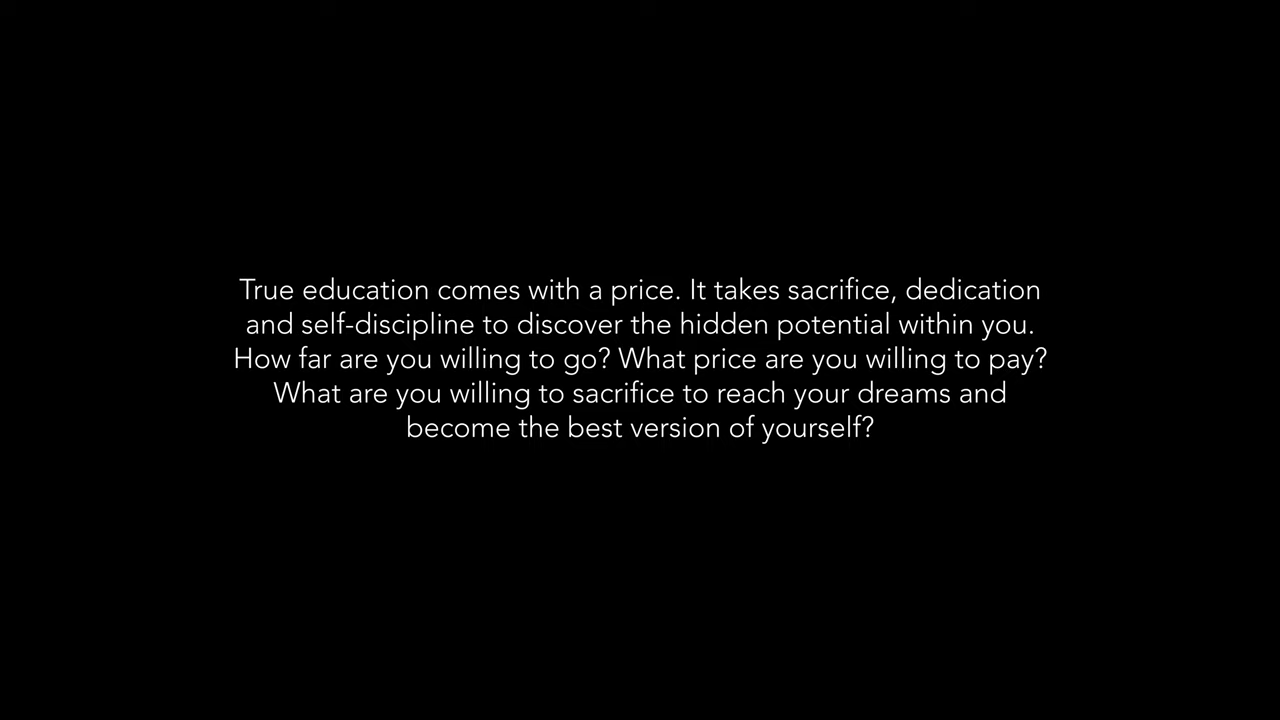 True education comes with a price. It takes sacrifice, dedication
and self-discipline to discover the hidden potential within you.
How far are you willing to go? What price are you willing to pay?
What are you willing to sacrifice to reach your dreams and
become the best version of yourself?